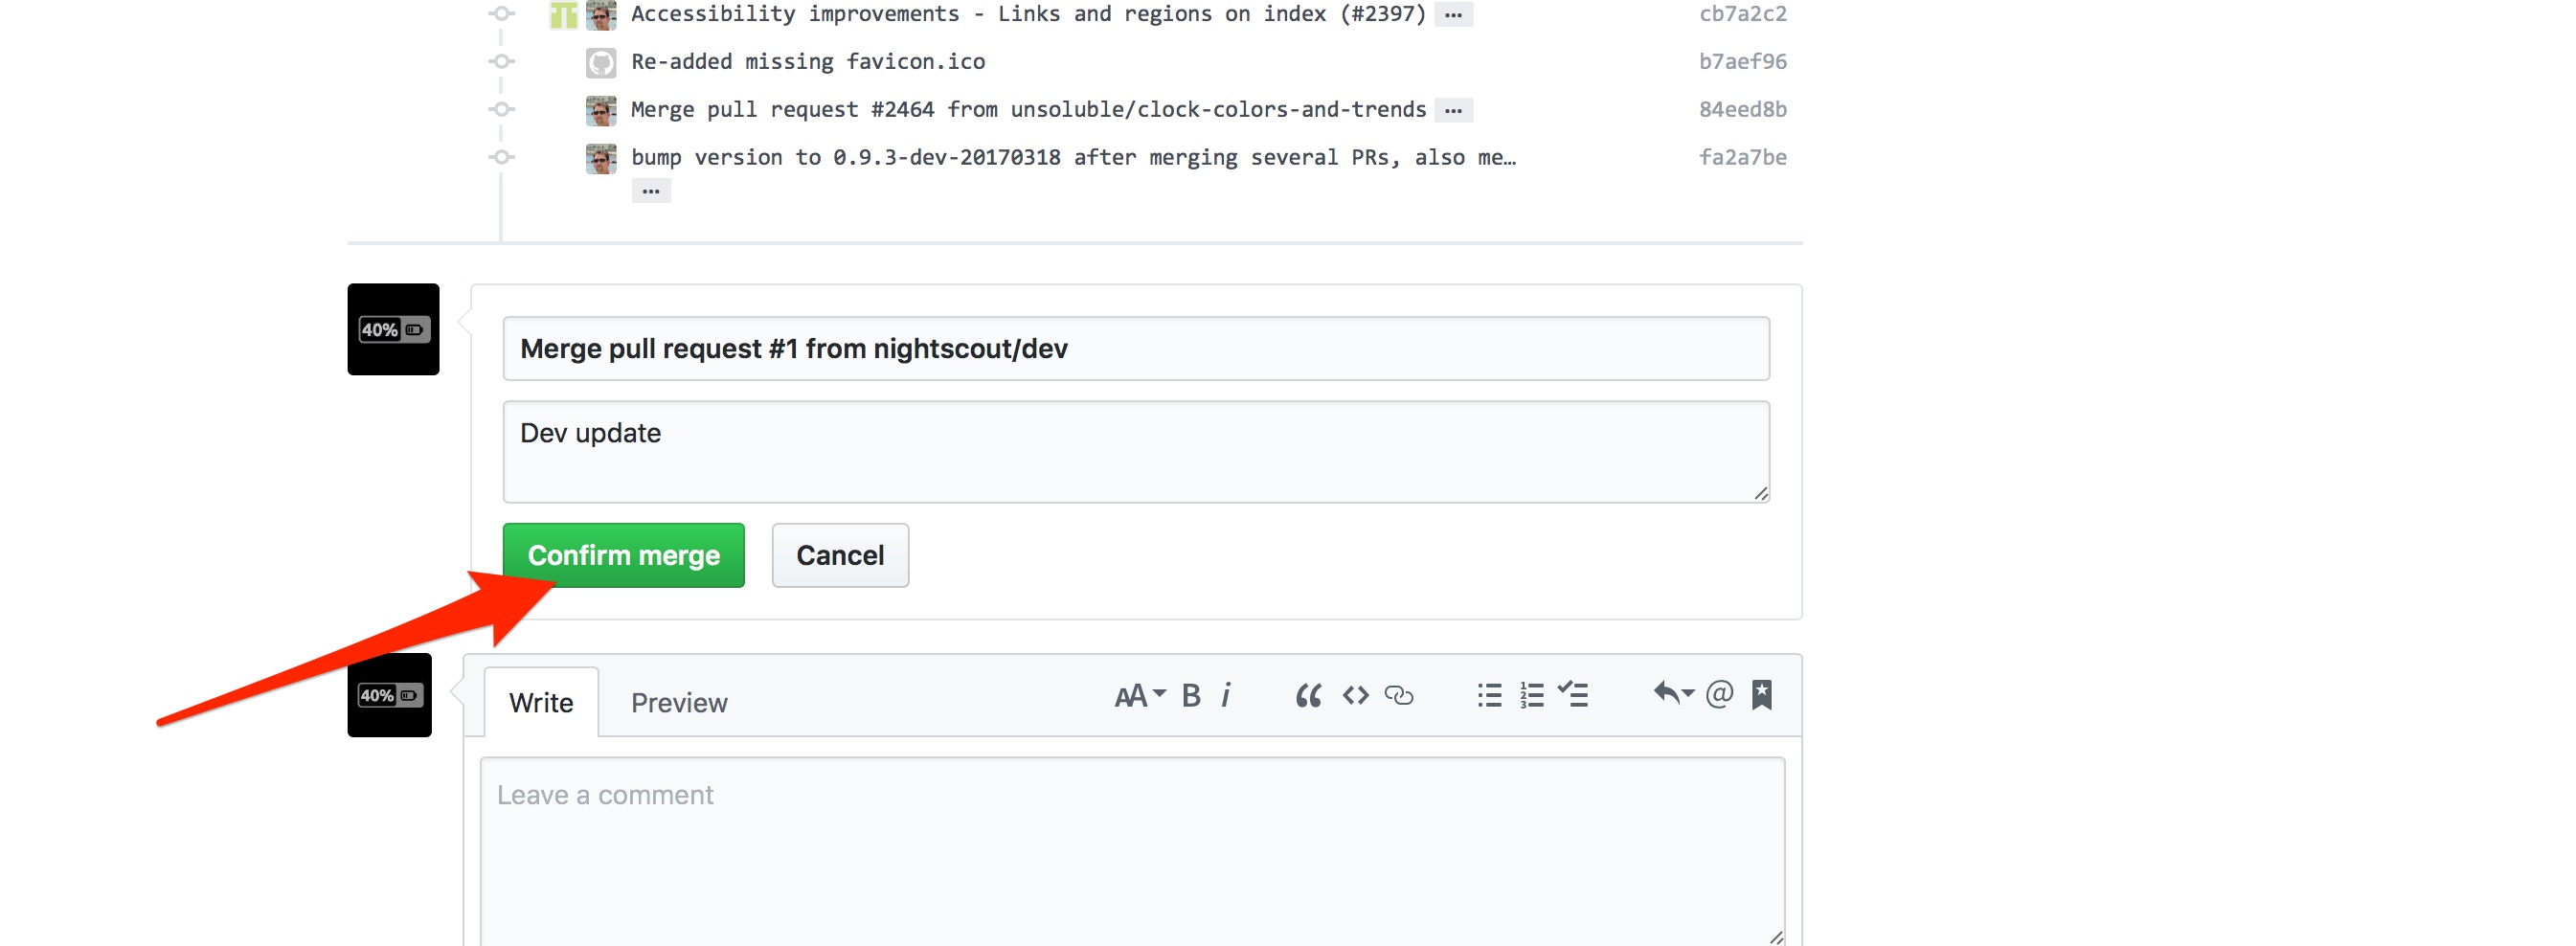 Accessibility improvements - Links and regions on index (#2397) … cb7a2c2
Re-added missing favicon.ico b7aef96
Merge pull request #2464 from unsoluble/clock-colors-and-trends … 84eed8b
bump version to 0.9.3-dev-20170318 after merging several PRs, also me… fa2a7be
…
40%
Merge pull request #1 from nightscout/dev
Dev update
Confirm merge Cancel
40%
Write Preview AA B i
Leave a comment